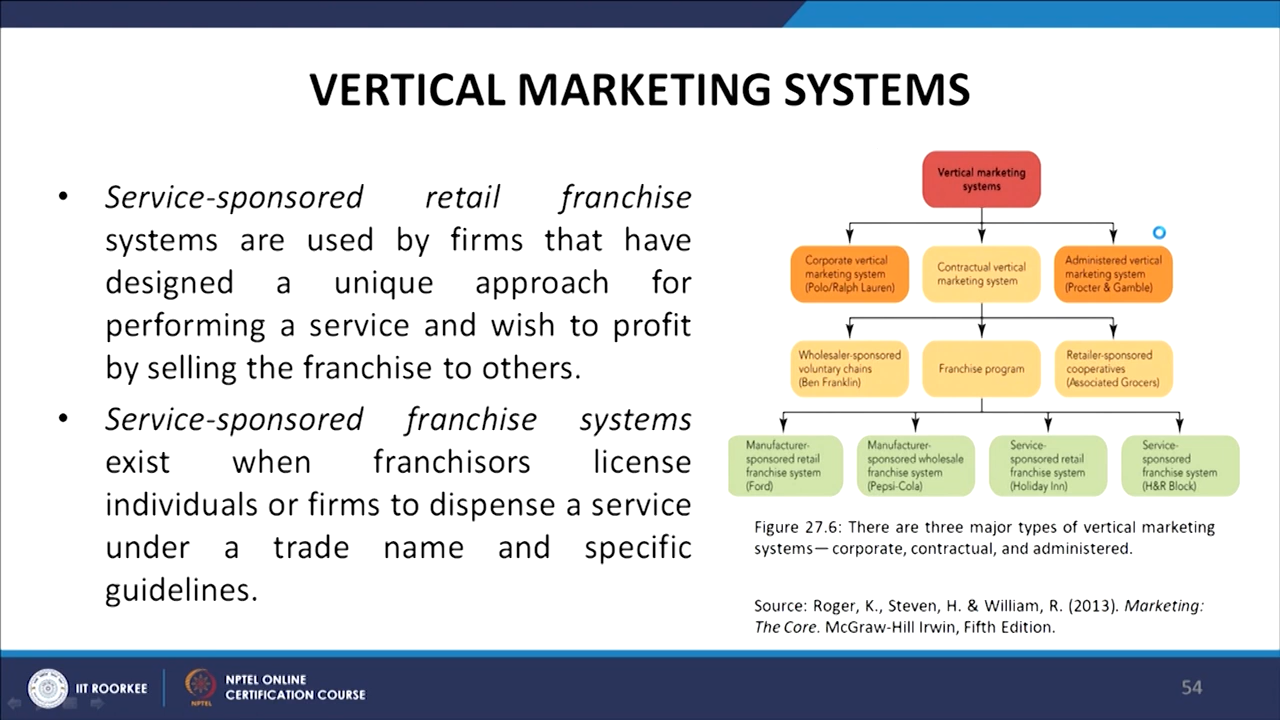 VERTICAL MARKETING SYSTEMS
• Service-sponsored retail franchise
systems are used by firms that have
designed a unique approach for
performing a service and wish to profit
by selling the franchise to others.
• Service-sponsored franchise systems
exist when franchisors license
individuals or firms to dispense a service
under a trade name and specific
guidelines.
Vertical marketing
systems
Corporate vertical
marketing system
(Polo/Ralph Lauren)
Contractual vertical
marketing system
Administered vertical
marketing system
(Procter & Gamble)
Wholesaler-sponsored
voluntary chains
(Ben Franklin)
Franchise program
Retailer-sponsored
cooperatives
(Associated Grocers)
Manufacturer-
sponsored retail
franchise system
(Ford)
Manufacturer-
sponsored wholesale
franchise system
(Pepsi-Cola)
Service-
sponsored retail
franchise system
(Holiday Inn)
Service-
sponsored
franchise system
(H&R Block)
Figure 27.6: There are three major types of vertical marketing
systems— corporate, contractual, and administered.
Source: Roger, K., Steven, H. & William, R. (2013). Marketing:
The Core. McGraw-Hill Irwin, Fifth Edition.
IIT ROORKEE
NPTEL
NPTEL ONLINE
CERTIFICATION COURSE
54